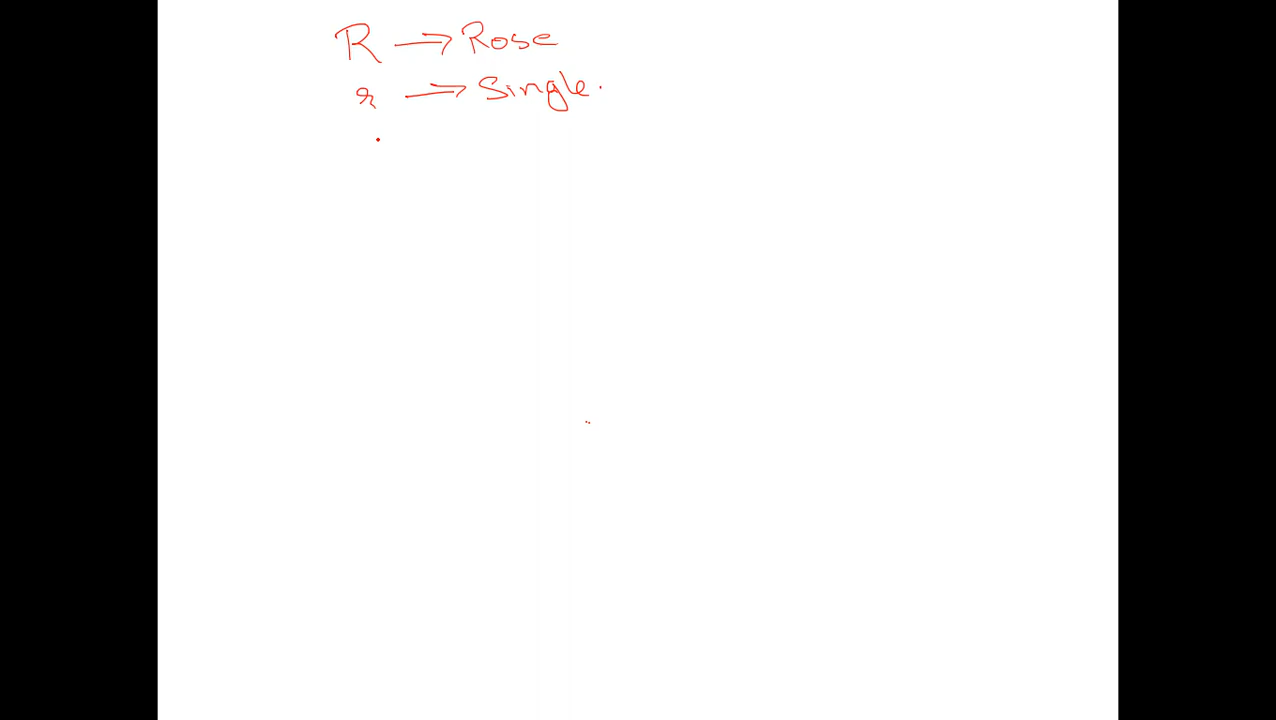 R → Rose
r → Single.